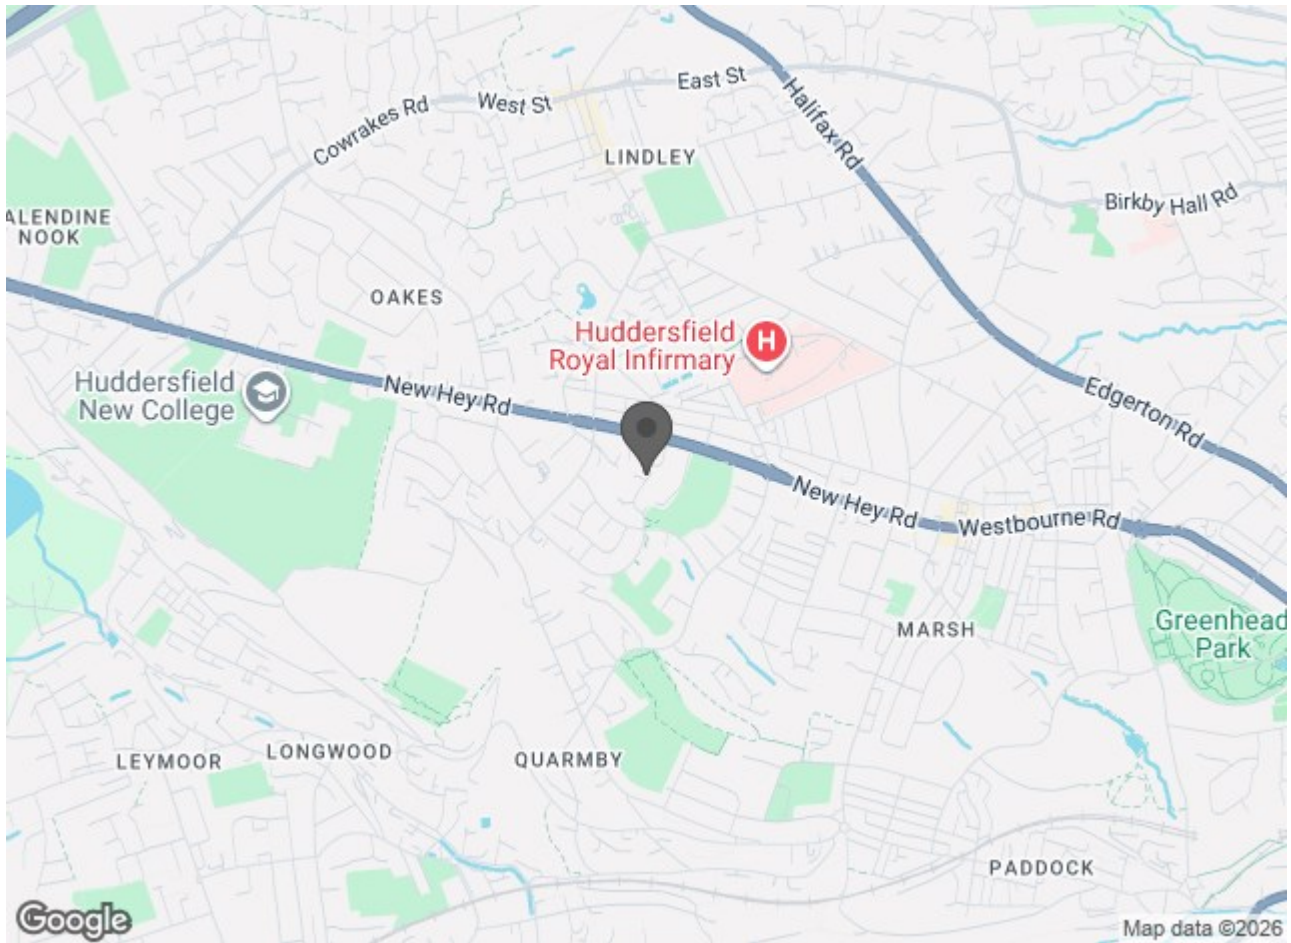 East St
West St
Cowrakes Rd
Halifax Rd
LINDLEY
Birkby Hall Rd
ALENDINE
NOOK
OAKES
Huddersfield
Royal Infirmary
H
Huddersfield
New College
New Hey Rd
Edgerton Rd
New Hey Rd
Westbourne Rd
Greenhead
Park
MARSH
LEYMOOR
LONGWOOD
QUARMBY
PADDOCK
Google
Map data ©2026